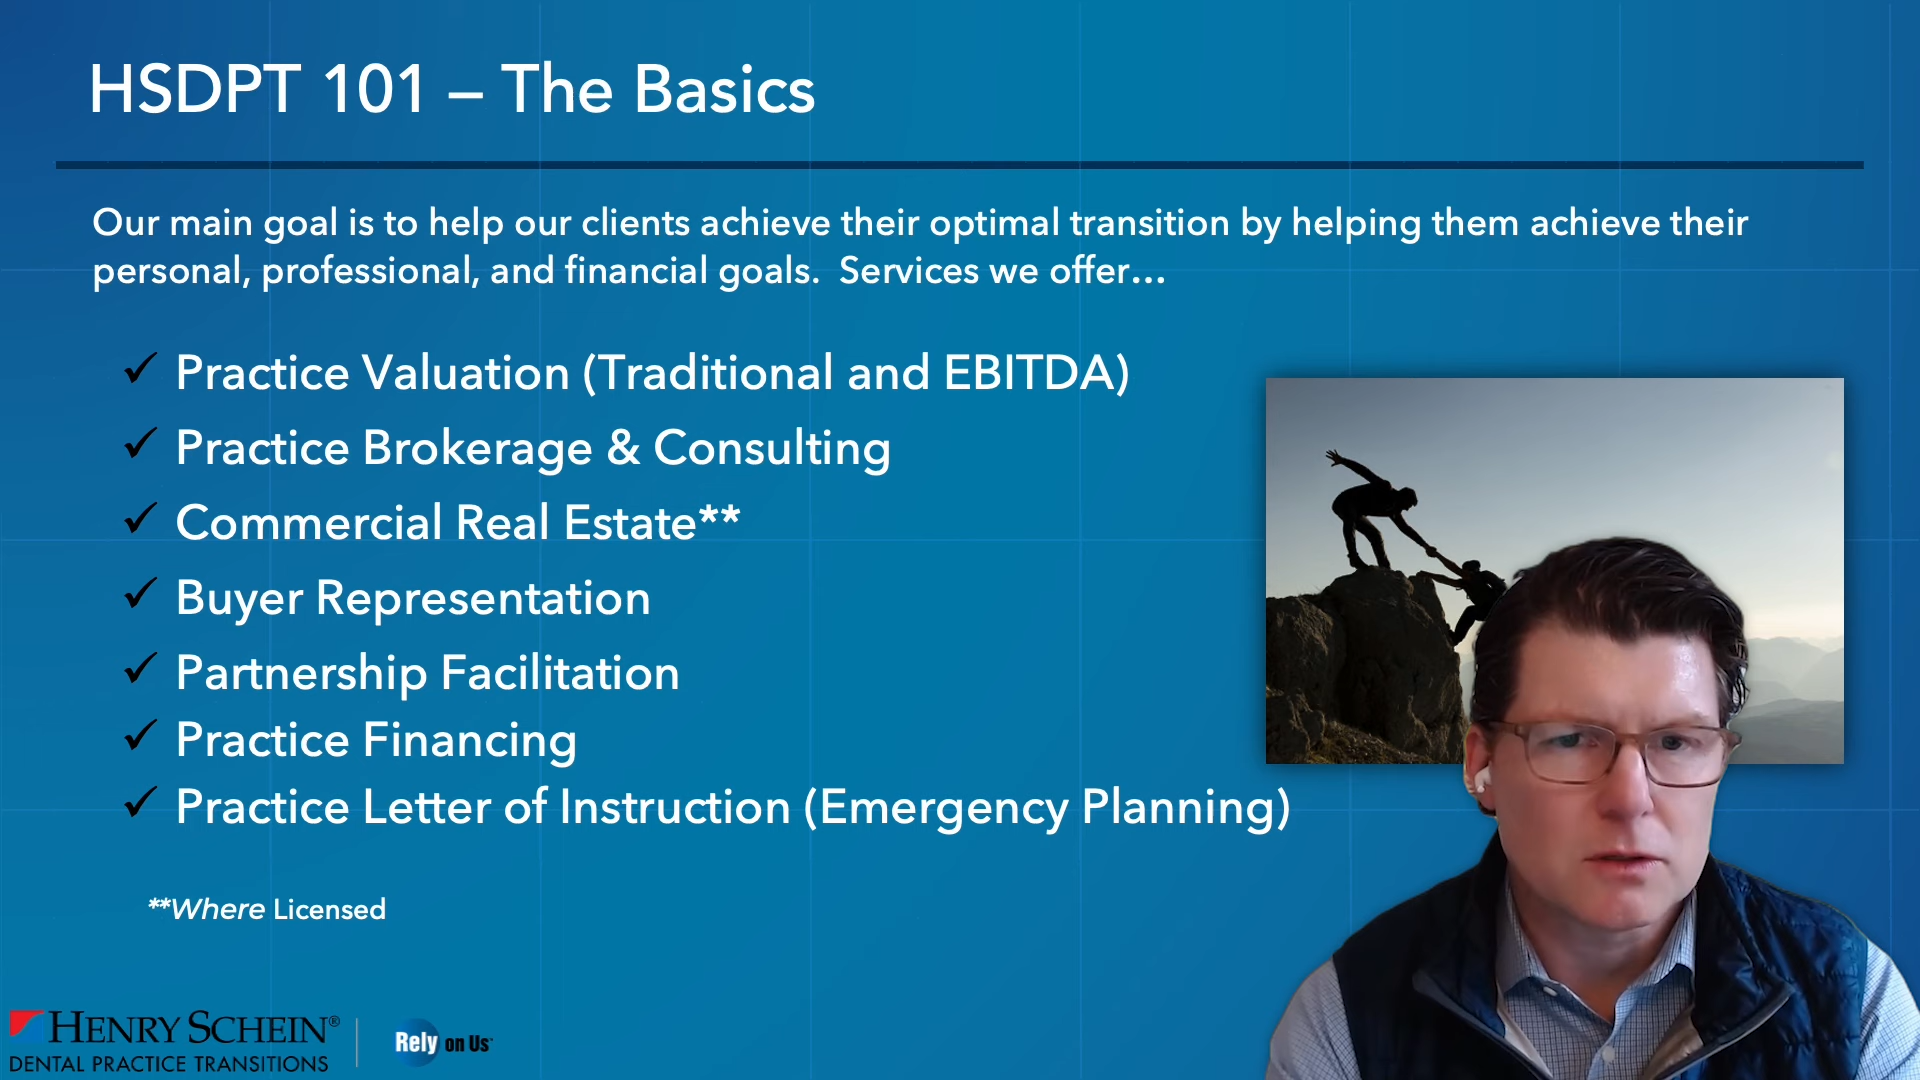 HSDPT 101 – The Basics
Our main goal is to help our clients achieve their optimal transition by helping them achieve their
personal, professional, and financial goals.  Services we offer…
✓ Practice Valuation (Traditional and EBITDA)
✓ Practice Brokerage & Consulting
✓ Commercial Real Estate**
✓ Buyer Representation
✓ Partnership Facilitation
✓ Practice Financing
✓ Practice Letter of Instruction (Emergency Planning)
**Where Licensed
HENRY SCHEIN®
DENTAL PRACTICE TRANSITIONS
Rely on Us